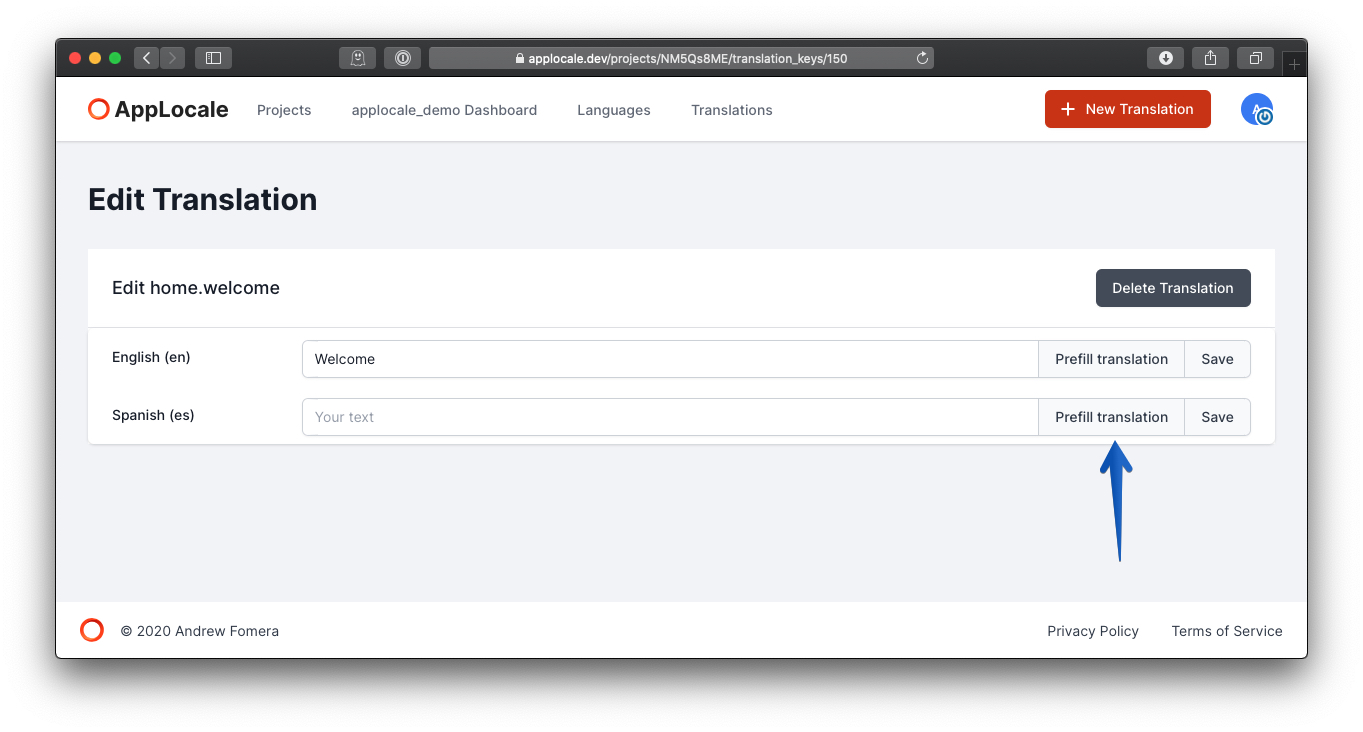 applocale.dev/projects/NM5Qs8ME/translation_keys/150
AppLocale Projects applocale_demo Dashboard Languages Translations + New Translation A
Edit Translation
Edit home.welcome Delete Translation
English (en) Welcome Prefill translation Save
Spanish (es) Your text Prefill translation Save
© 2020 Andrew Fomera Privacy Policy Terms of Service